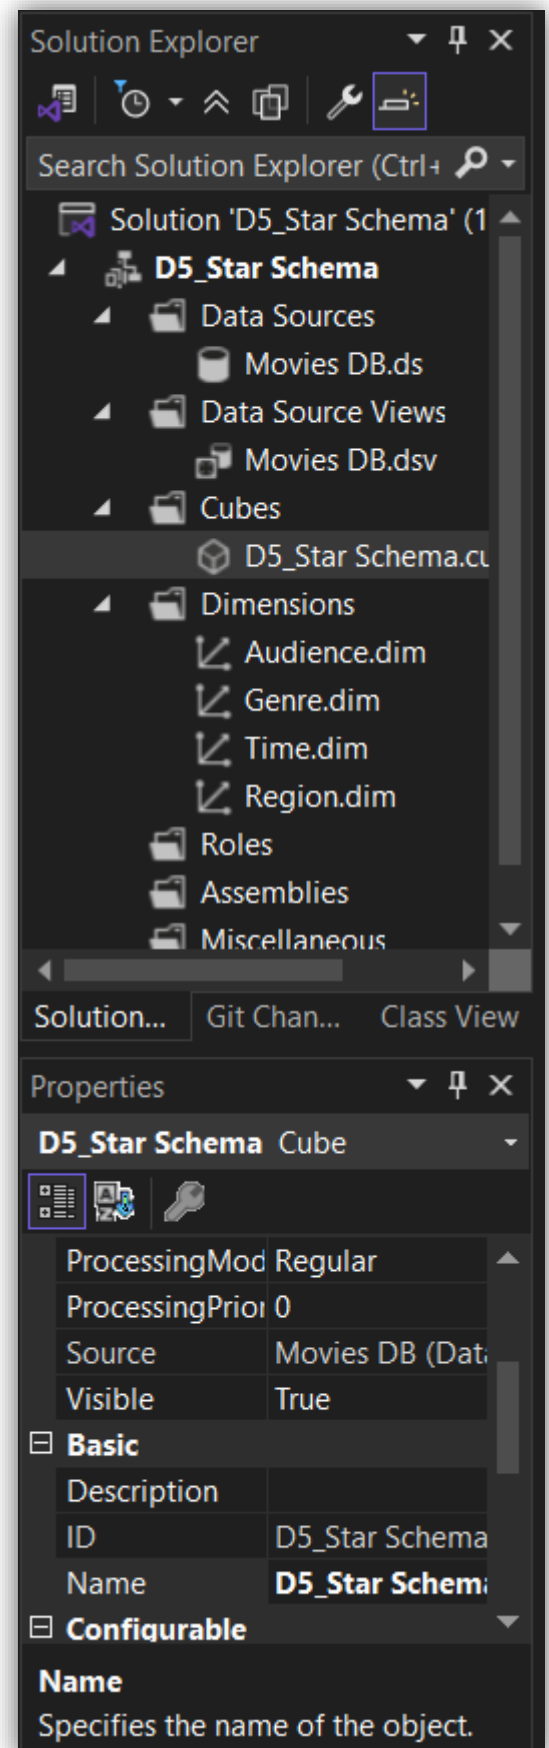 Solution Explorer
Search Solution Explorer (Ctrl+
Solution 'D5_Star Schema' (1
D5_Star Schema
Data Sources
Movies DB.ds
Data Source Views
Movies DB.dsv
Cubes
D5_Star Schema.cu
Dimensions
Audience.dim
Genre.dim
Time.dim
Region.dim
Roles
Assemblies
Miscellaneous
Solution... Git Chan... Class View
Properties
D5_Star Schema Cube
ProcessingMod Regular
ProcessingPrior 0
Source Movies DB (Data
Visible True
Basic
Description
ID D5_Star Schema
Name D5_Star Schema
Configurable
Name
Specifies the name of the object.